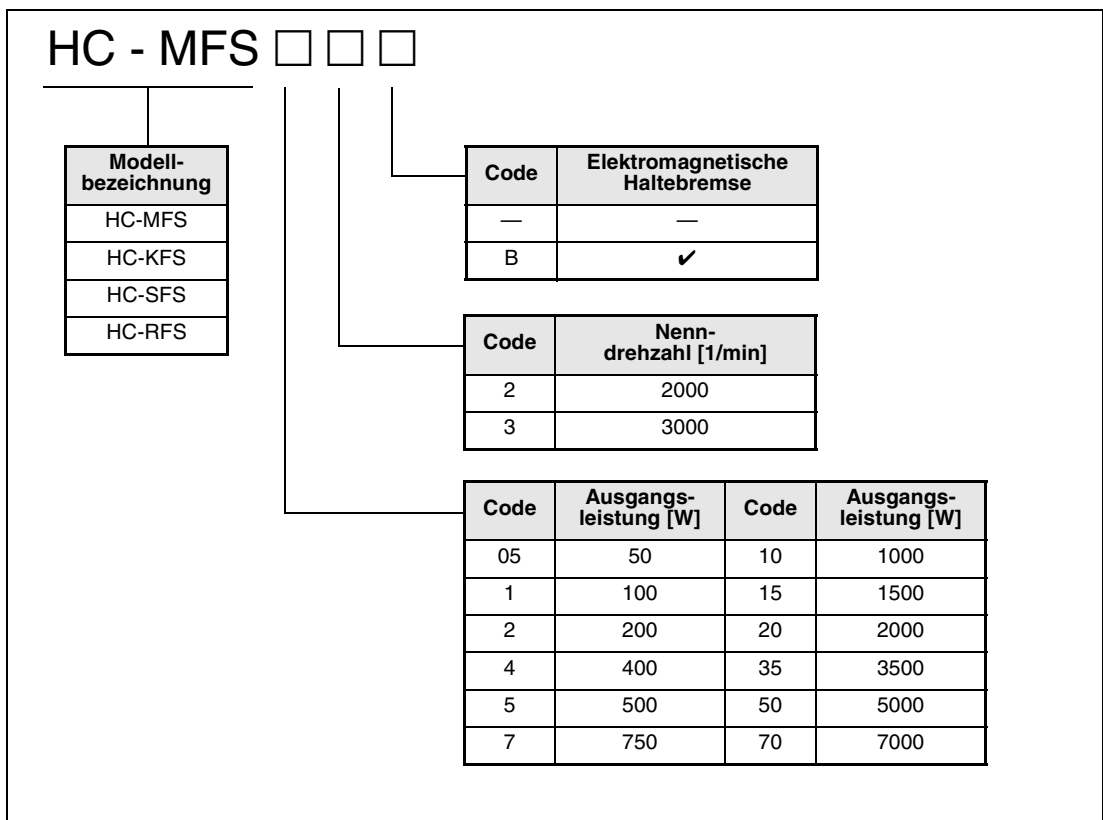 HC - MFS □ □ □
Modell-
bezeichnung
HC-MFS
HC-KFS
HC-SFS
HC-RFS
Code Elektromagnetische
Haltebremse
— —
B ✔
Code Nenn-
drehzahl [1/min]
2 2000
3 3000
Code Ausgangs-
leistung [W] Code Ausgangs-
leistung [W]
05 50 10 1000
1 100 15 1500
2 200 20 2000
4 400 35 3500
5 500 50 5000
7 750 70 7000